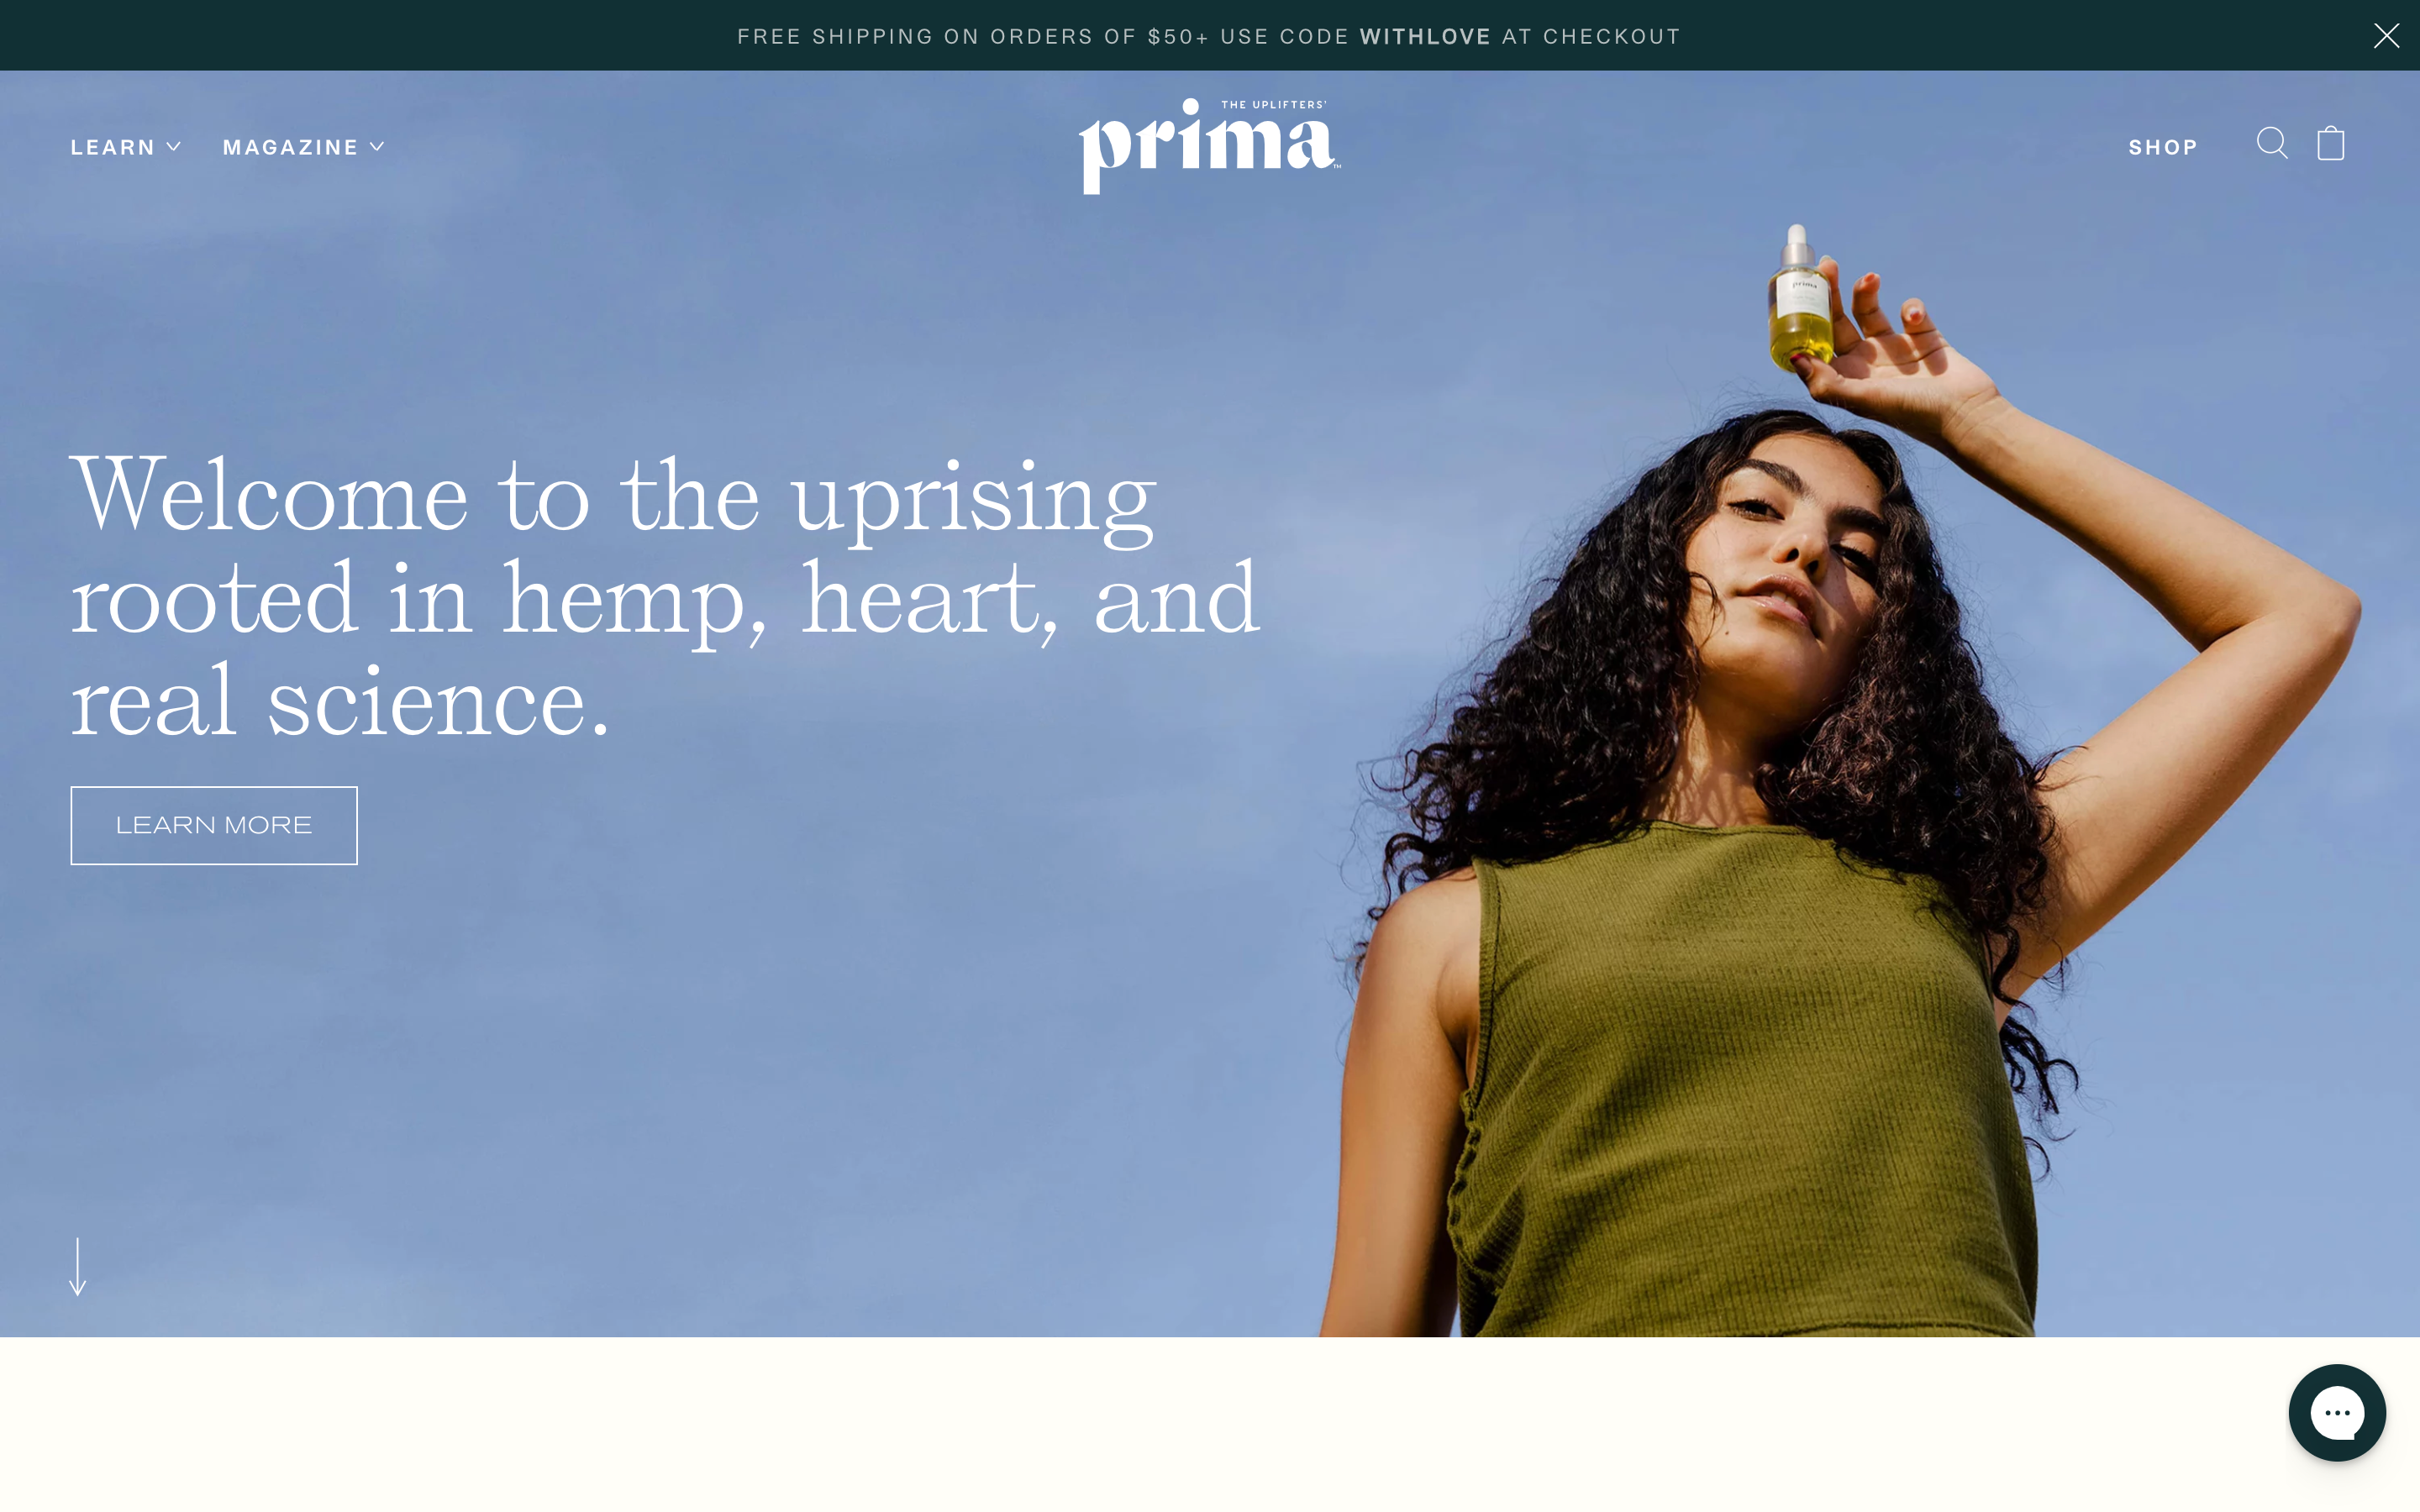 FREE SHIPPING ON ORDERS OF $50+ USE CODE WITHLOVE AT CHECKOUT
LEARN
MAGAZINE
THE UPLIFTERS'
prima™
SHOP
prima
Welcome to the uprising
rooted in hemp, heart, and
real science.
LEARN MORE